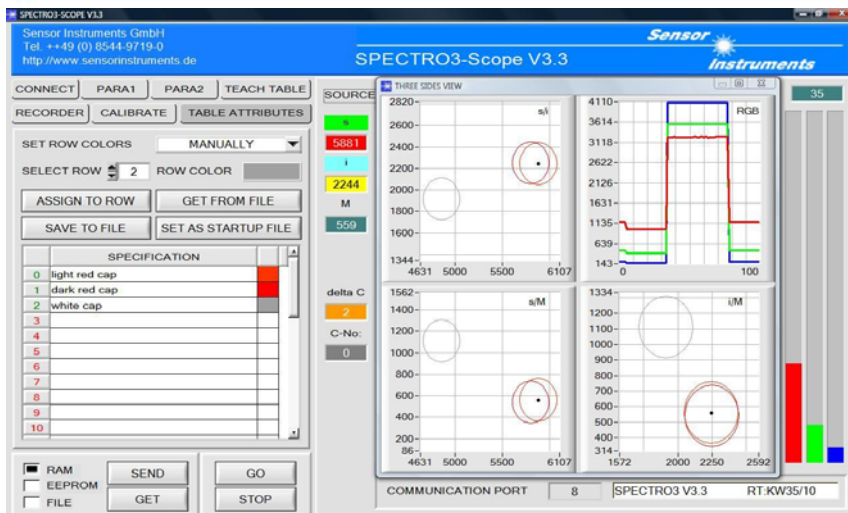 SPECTRO3-SCOPE V3.3
Sensor Instruments GmbH
Tel. ++49 (0) 8544-9719-0
http://www.sensorinstruments.de
SPECTRO3-Scope V3.3
Sensor
Instruments
CONNECT PARA1 PARA2 TEACH TABLE
RECORDER CALIBRATE TABLE ATTRIBUTES
SET ROW COLORS MANUALLY
SELECT ROW 2 ROW COLOR
ASSIGN TO ROW GET FROM FILE
SAVE TO FILE SET AS STARTUP FILE
SPECIFICATION
0 light red cap
1 dark red cap
2 white cap
3
4
5
6
7
8
9
10
RAM
EEPROM
FILE
SEND
GET
GO
STOP
SOURCE
s
5881
i
2244
M
559
delta C
2
C-No:
0
THREE SIDES VIEW
s/i
2820
2600
2400
2200
2000
1800
1600
1344
4631 5000 5500 6107
RGB
4110
3614
3118
2622
2126
1631
1135
639
143
0 100
s/M
1562
1400
1200
1000
800
600
400
200
86
4631 5000 5500 6107
i/M
1334
1200
1100
1000
900
800
700
600
500
400
314
1572 2000 2250 2592
35
COMMUNICATION PORT 8 SPECTRO3 V3.3 RT:KW35/10